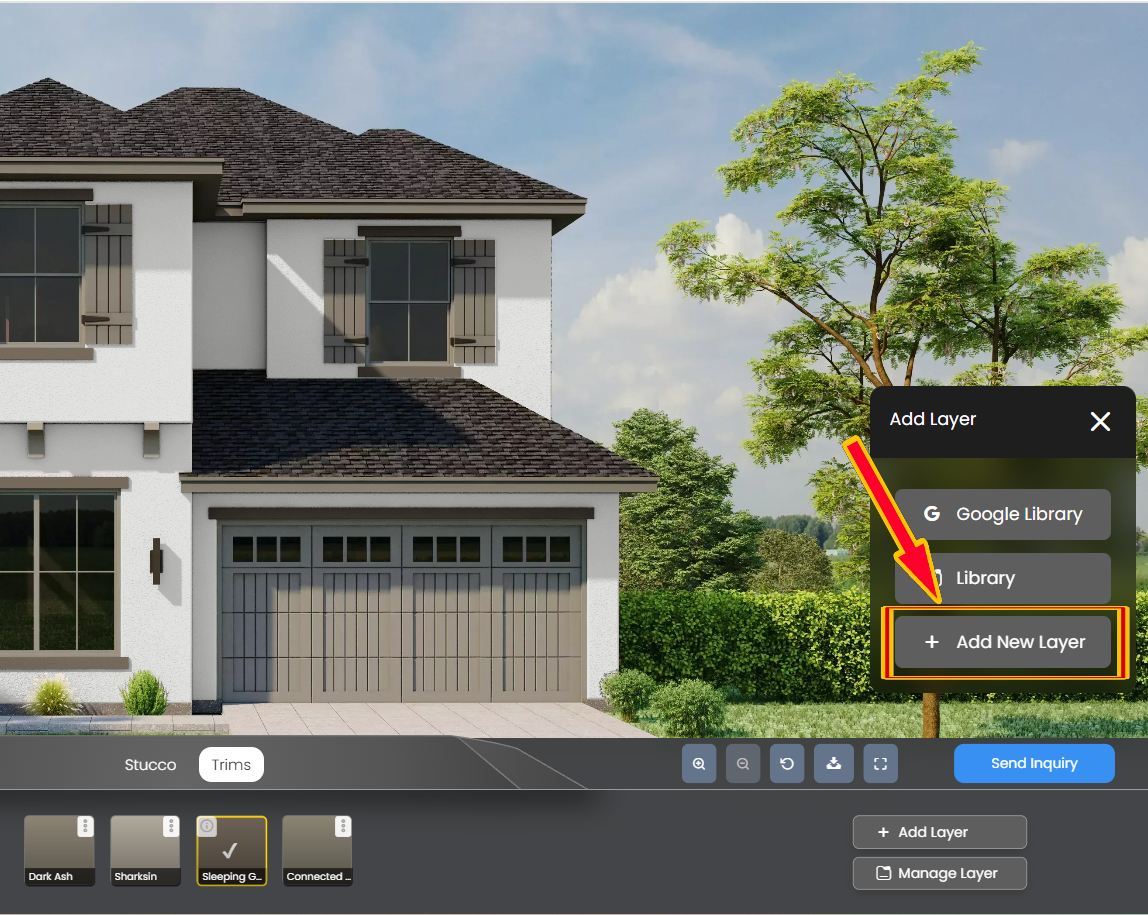 Add Layer
Google Library
Library
Add New Layer
Stucco
Trims
Send Inquiry
Dark Ash
Sharksin
Sleeping G...
Connected ...
Add Layer
Manage Layer